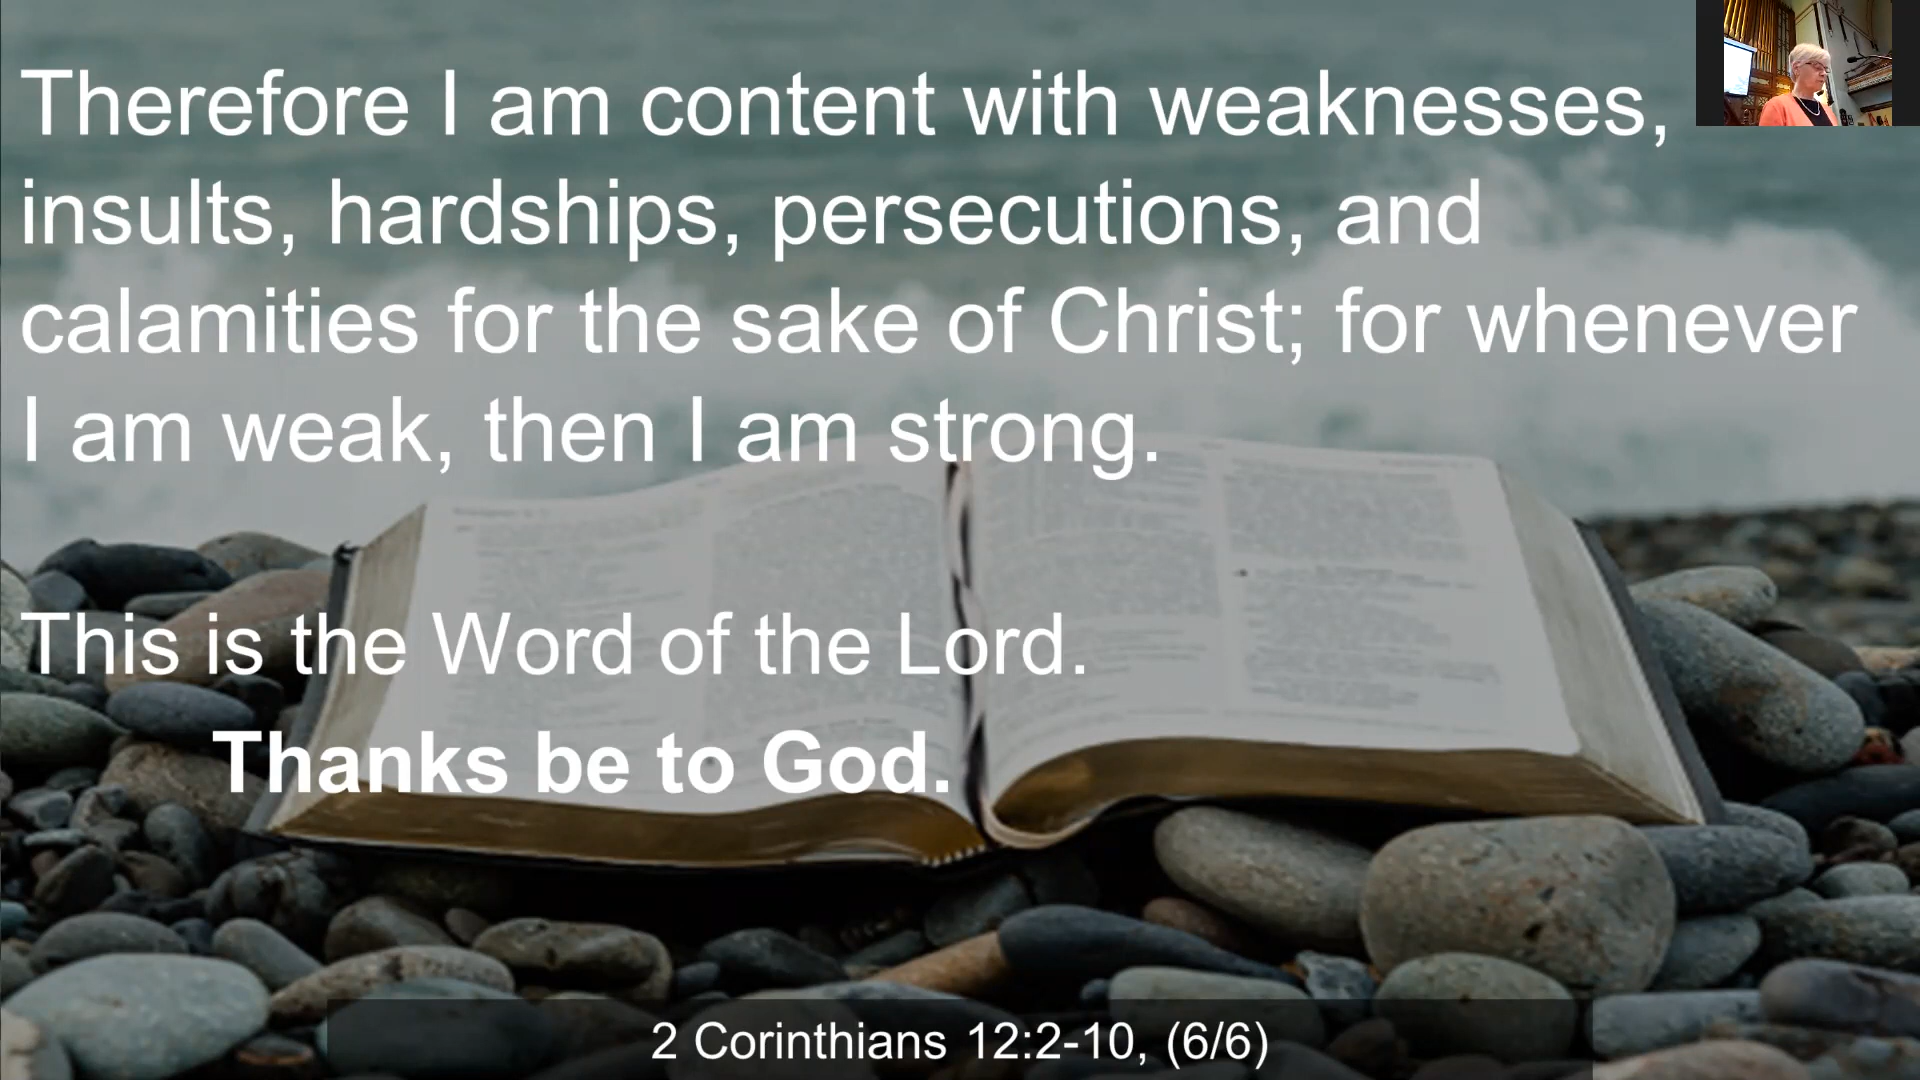 Therefore I am content with weaknesses,
insults, hardships, persecutions, and
calamities for the sake of Christ; for whenever
I am weak, then I am strong.
This is the Word of the Lord.
Thanks be to God.
2 Corinthians 12:2-10, (6/6)